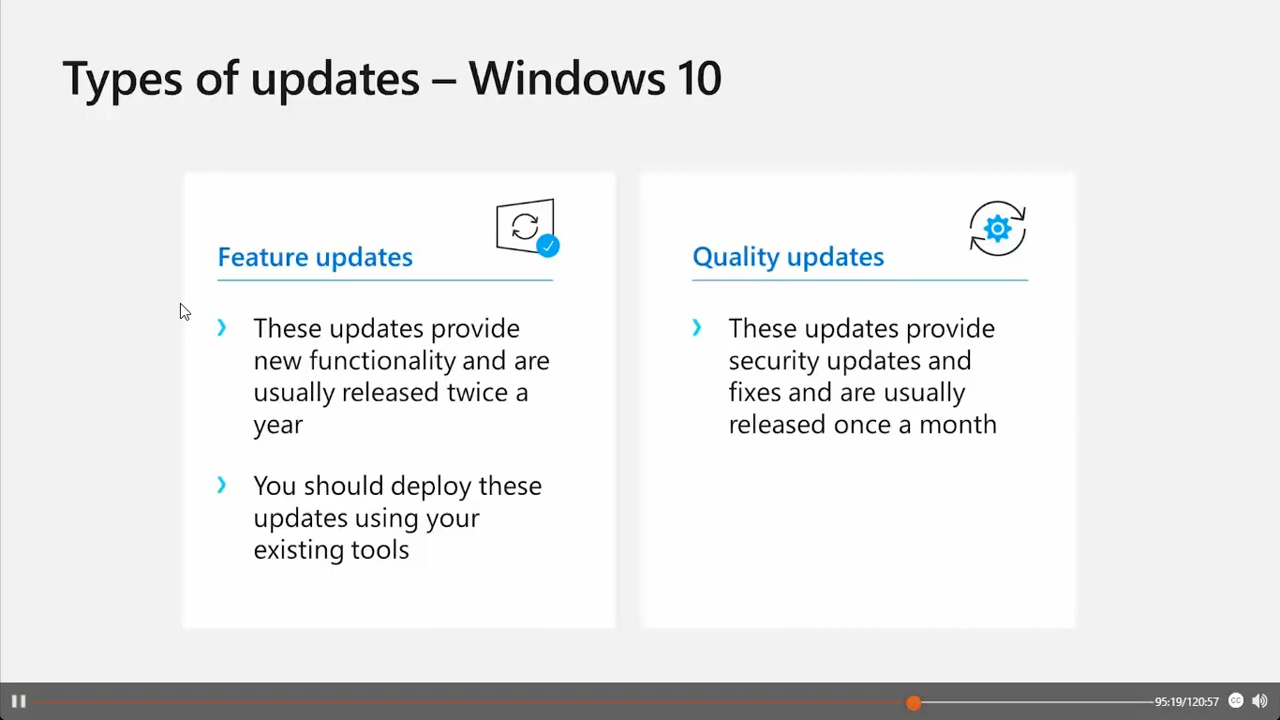 Types of updates – Windows 10
Feature updates
These updates provide
new functionality and are
usually released twice a
year
You should deploy these
updates using your
existing tools
Quality updates
These updates provide
security updates and
fixes and are usually
released once a month
95:19/120:57
CC